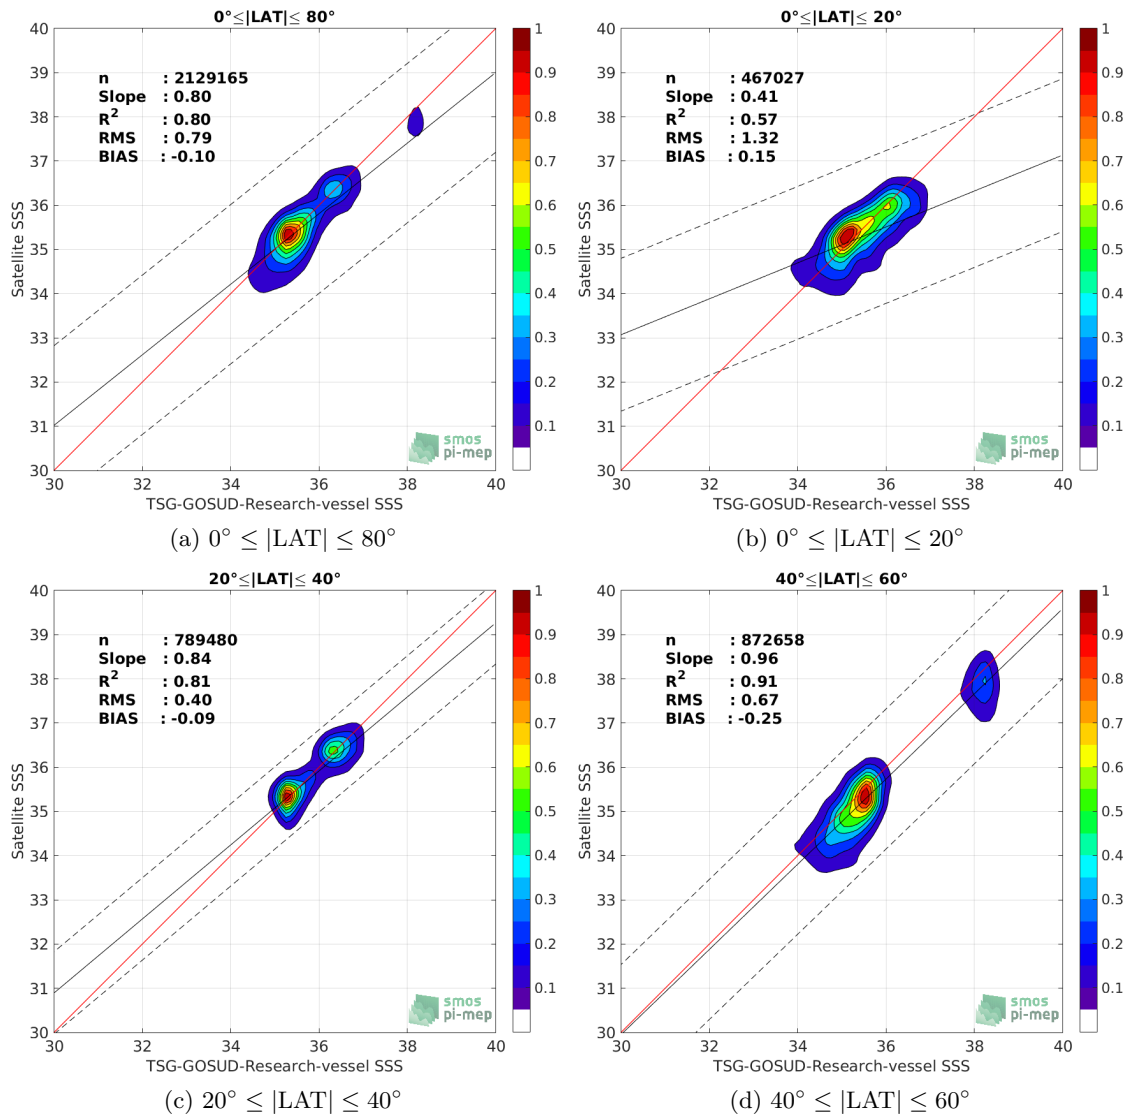 0°≤|LAT|≤ 80°
n : 2129165
Slope : 0.80
R² : 0.80
RMS : 0.79
BIAS : -0.10
40
39
38
37
36
35
34
33
32
31
30
30 32 34 36 38 40
Satellite SSS
TSG-GOSUD-Research-vessel SSS
1
0.9
0.8
0.7
0.6
0.5
0.4
0.3
0.2
0.1
smos
pi-mep
(a) 0° ≤ |LAT| ≤ 80°
0°≤|LAT|≤ 20°
n : 467027
Slope : 0.41
R² : 0.57
RMS : 1.32
BIAS : 0.15
40
39
38
37
36
35
34
33
32
31
30
30 32 34 36 38 40
Satellite SSS
TSG-GOSUD-Research-vessel SSS
1
0.9
0.8
0.7
0.6
0.5
0.4
0.3
0.2
0.1
smos
pi-mep
(b) 0° ≤ |LAT| ≤ 20°
20°≤|LAT|≤ 40°
n : 789480
Slope : 0.84
R² : 0.81
RMS : 0.40
BIAS : -0.09
40
39
38
37
36
35
34
33
32
31
30
30 32 34 36 38 40
Satellite SSS
TSG-GOSUD-Research-vessel SSS
1
0.9
0.8
0.7
0.6
0.5
0.4
0.3
0.2
0.1
smos
pi-mep
(c) 20° ≤ |LAT| ≤ 40°
40°≤|LAT|≤ 60°
n : 872658
Slope : 0.96
R² : 0.91
RMS : 0.67
BIAS : -0.25
40
39
38
37
36
35
34
33
32
31
30
30 32 34 36 38 40
Satellite SSS
TSG-GOSUD-Research-vessel SSS
1
0.9
0.8
0.7
0.6
0.5
0.4
0.3
0.2
0.1
smos
pi-mep
(d) 40° ≤ |LAT| ≤ 60°